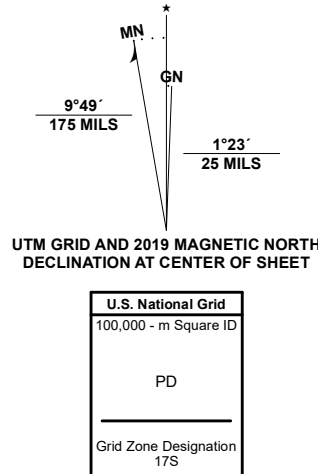 ★
MN
GN
9°49´
175 MILS
1°23´
25 MILS
UTM GRID AND 2019 MAGNETIC NORTH
DECLINATION AT CENTER OF SHEET
U.S. National Grid
100,000 - m Square ID
PD
Grid Zone Designation
17S